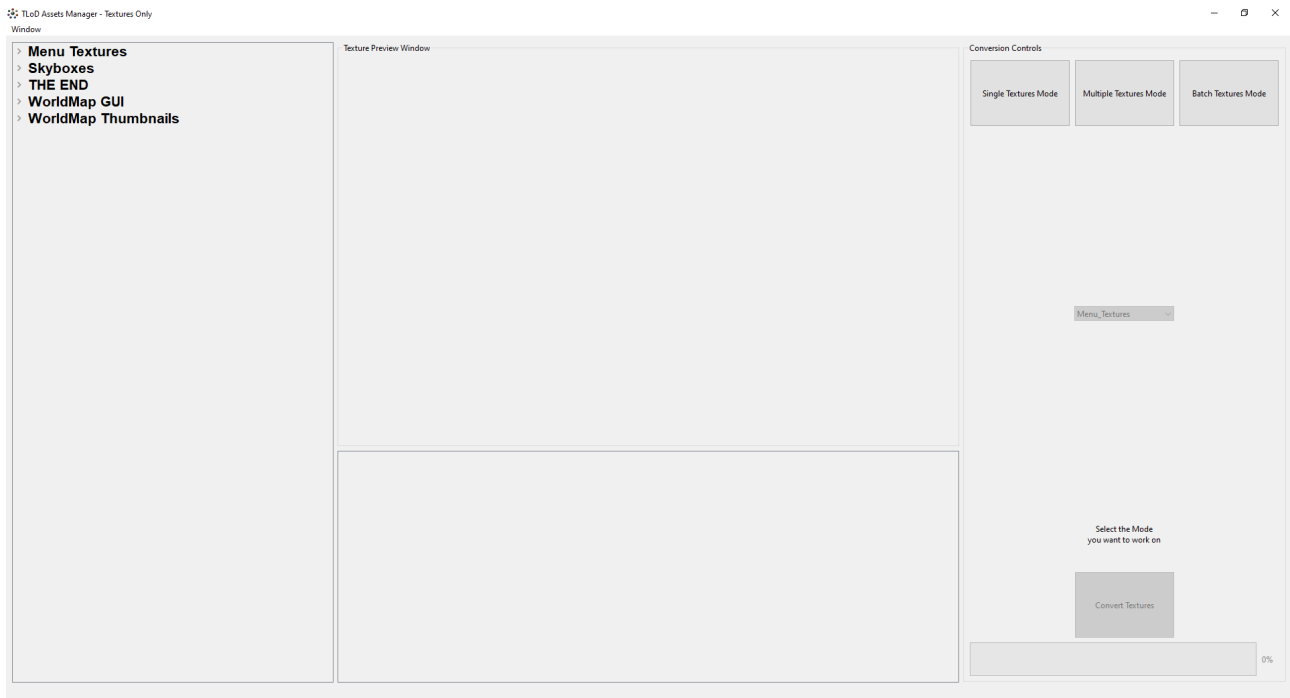 TLoD Assets Manager - Textures Only
Window
Menu Textures
Skyboxes
THE END
WorldMap GUI
WorldMap Thumbnails
Texture Preview Window
Conversion Controls
Single Textures Mode
Multiple Textures Mode
Batch Textures Mode
Menu_Textures
Select the Mode
you want to work on
Convert Textures
0%